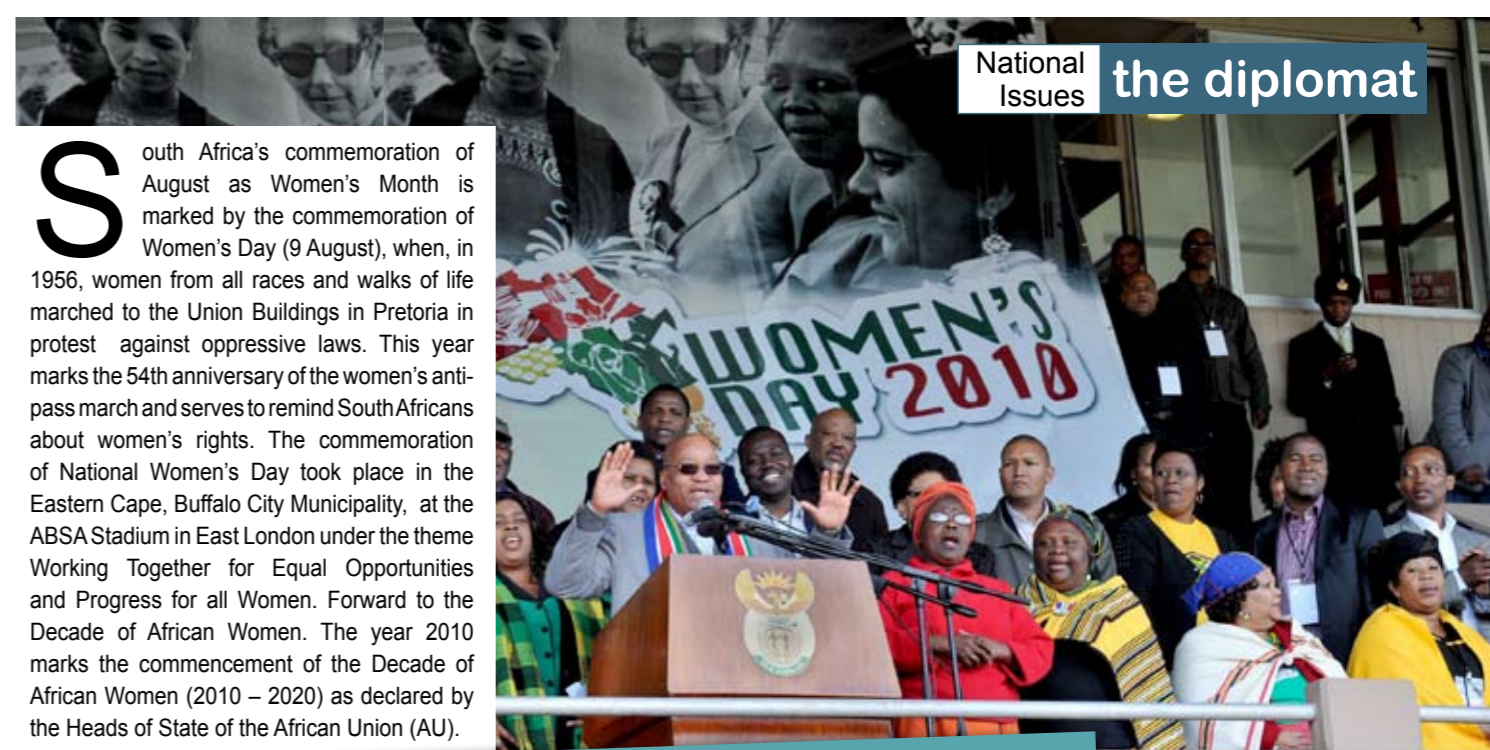 National
Issues
the diplomat
South Africa's commemoration of
August as Women's Month is
marked by the commemoration of
Women's Day (9 August), when, in
1956, women from all races and walks of life
marched to the Union Buildings in Pretoria in
protest against oppressive laws. This year
marks the 54th anniversary of the women's anti-
pass march and serves to remind South Africans
about women's rights. The commemoration
of National Women's Day took place in the
Eastern Cape, Buffalo City Municipality, at the
ABSA Stadium in East London under the theme
Working Together for Equal Opportunities
and Progress for all Women. Forward to the
Decade of African Women. The year 2010
marks the commencement of the Decade of
African Women (2010 – 2020) as declared by
the Heads of State of the African Union (AU).
WOMEN'S
DAY 2010